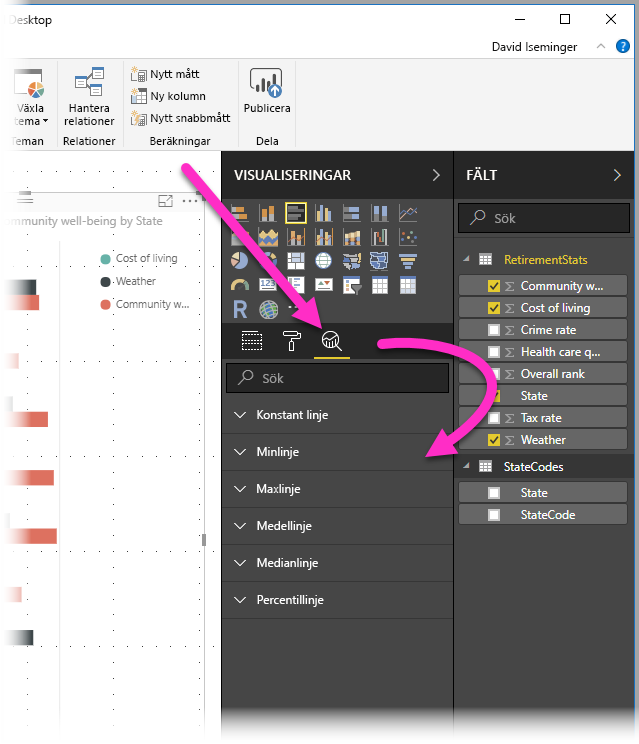 Desktop
David Iseminger
?
Växla
tema
Hantera
relationer
Nytt mått
Ny kolumn
Nytt snabbmått
Publicera
Teman
Relationer
Beräkningar
Dela
mmunity well-being by State
Cost of living
Weather
Community w...
VISUALISERINGAR
123
R
Sök
Konstant linje
Minlinje
Maxlinje
Medellinje
Medianlinje
Percentillinje
FÄLT
Sök
RetirementStats
Σ Community w...
Σ Cost of living
Σ Crime rate
Σ Health care q...
Σ Overall rank
State
Σ Tax rate
Σ Weather
StateCodes
State
StateCode